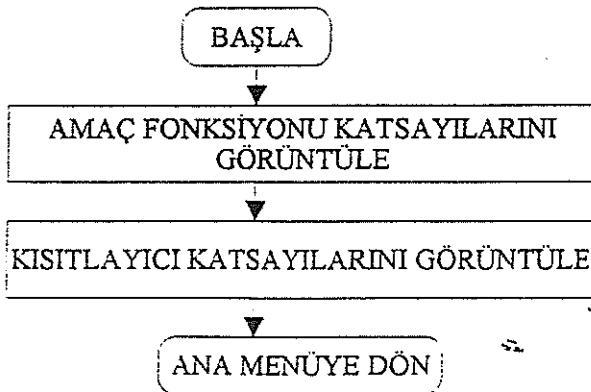 BAŞLA
AMAÇ FONKSİYONU KATSAYILARINI
GÖRÜNTÜLE
KISITLAYICI KATSAYILARINI GÖRÜNTÜLE
ANA MENÜYE DÖN